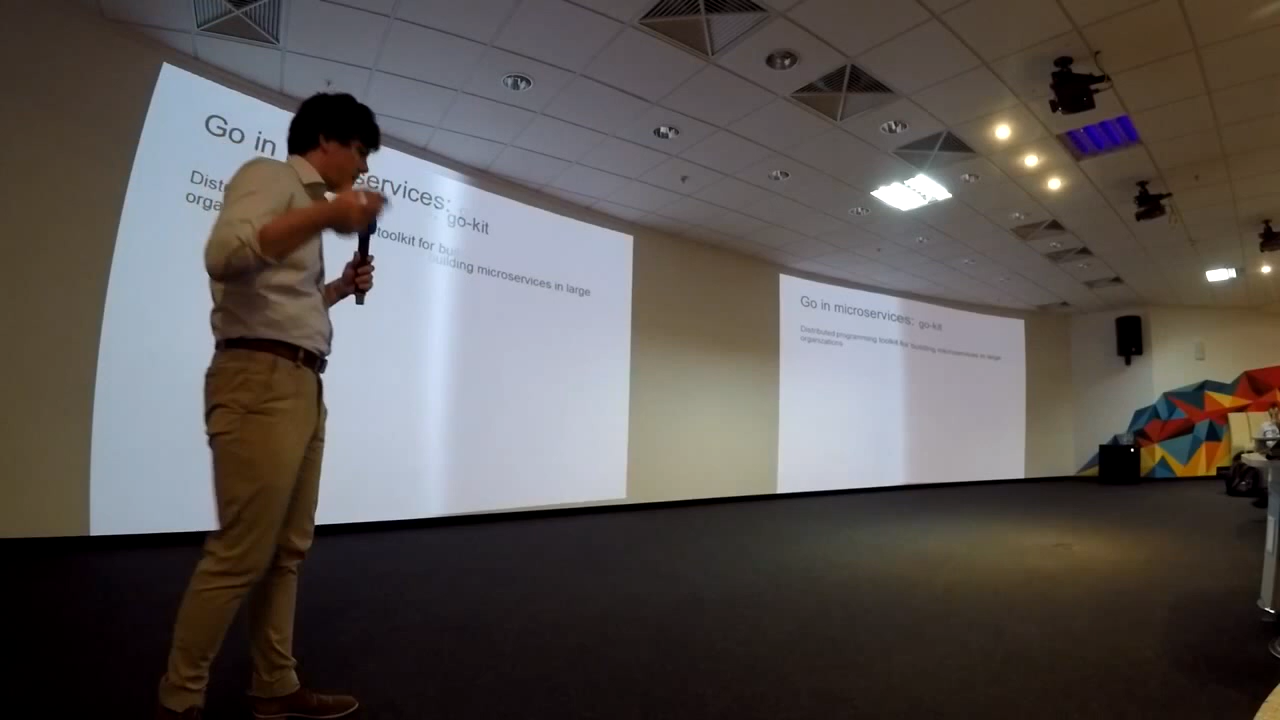 Go in services: go-kit
Dist toolkit for bui building microservices in large
orga
Go in microservices: go-kit
Distributed programming toolkit for building microservices in large
organizations